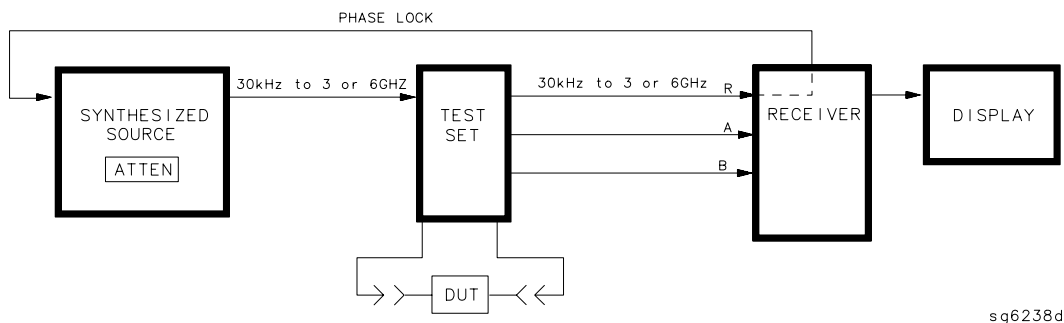 PHASE LOCK
30kHz to 3 or 6GHZ
30kHz to 3 or 6GHz
R
SYNTHESIZED
SOURCE
ATTEN
TEST
SET
A
B
RECEIVER
DISPLAY
DUT
sq6238d